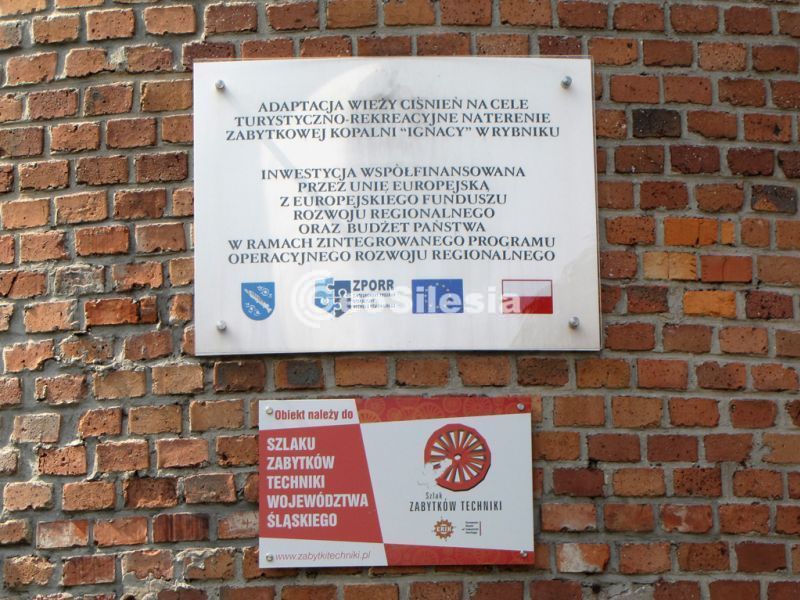 ADAPTACJA WIEŻY CIŚNIEŃ NA CELE
TURYSTYCZNO-REKREACYJNE NA TERENIE
ZABYTKOWEJ KOPALNI "IGNACY" W RYBNIKU
INWESTYCJA WSPÓŁFINANSOWANA
PRZEZ UNIĘ EUROPEJSKĄ
Z EUROPEJSKIEGO FUNDUSZU
ROZWOJU REGIONALNEGO
ORAZ BUDŻET PAŃSTWA
W RAMACH ZINTEGROWANEGO PROGRAMU
OPERACYJNEGO ROZWOJU REGIONALNEGO
ZPORR
Silesia
Obiekt należy do
SZLAKU
ZABYTKÓW
TECHNIKI
WOJEWÓDZTWA
ŚLĄSKIEGO
www.zabytkitechniki.pl
Szlak
ZABYTKÓW TECHNIKI
ERIH